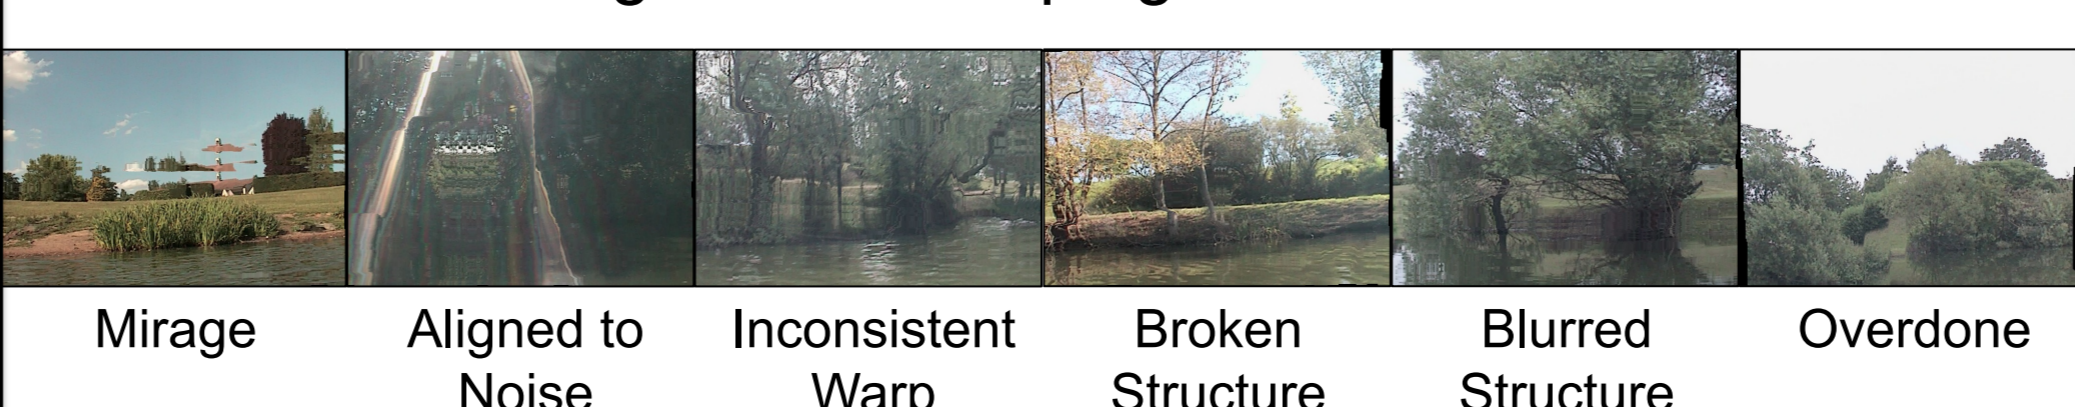 Mirage
Aligned to
Noise
Inconsistent
Warp
Broken
Structure
Blurred
Structure
Overdone